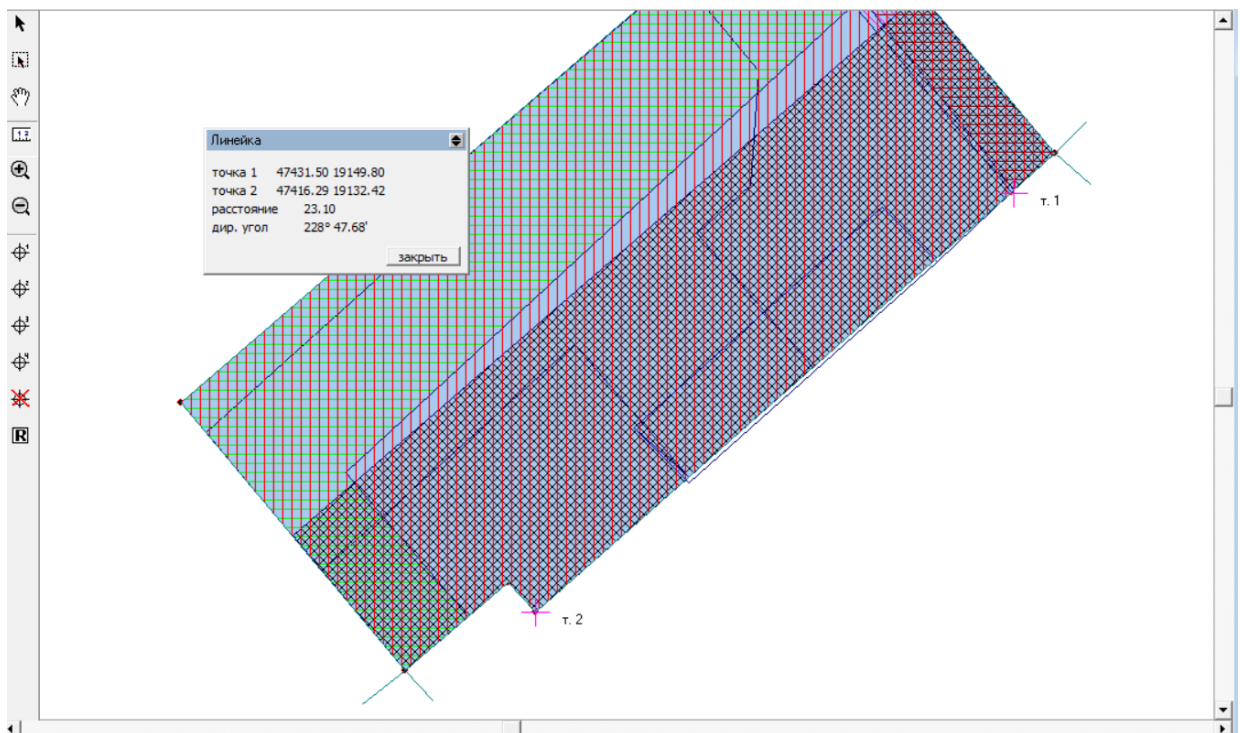 Линейка
точка 1 47431.50 19149.80
точка 2 47416.29 19132.42
расстояние 23.10
дир. угол 228° 47.68'
закрыть
т. 1
т. 2